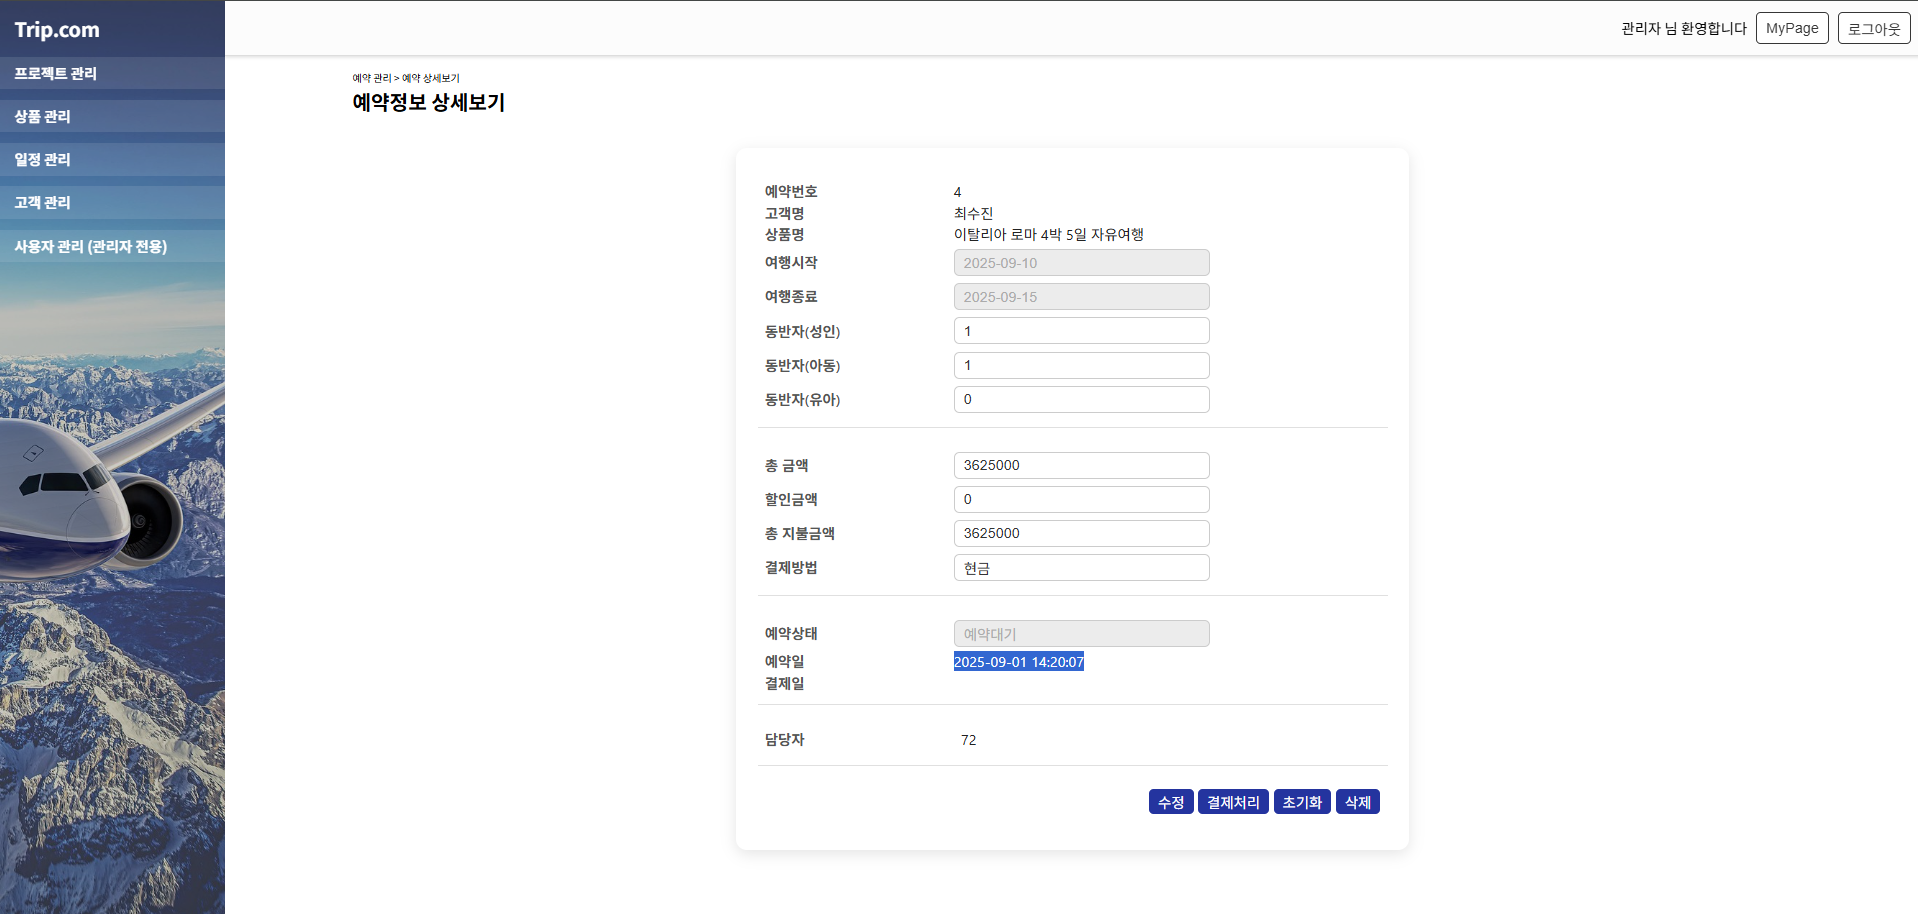 Trip.com
관리자 님 환영합니다 MyPage 로그아웃
프로젝트 관리
상품 관리
일정 관리
고객 관리
사용자 관리 (관리자 전용)
예약 관리 > 예약 상세보기
예약정보 상세보기
예약번호 4
고객명 최수진
상품명 이탈리아 로마 4박 5일 자유여행
여행시작 2025-09-10
여행종료 2025-09-15
동반자(성인) 1
동반자(아동) 1
동반자(유아) 0
총 금액 3625000
할인금액 0
총 지불금액 3625000
결제방법 현금
예약상태 예약대기
예약일 2025-09-01 14:20:07
결제일
담당자 72
수정 결제처리 초기화 삭제